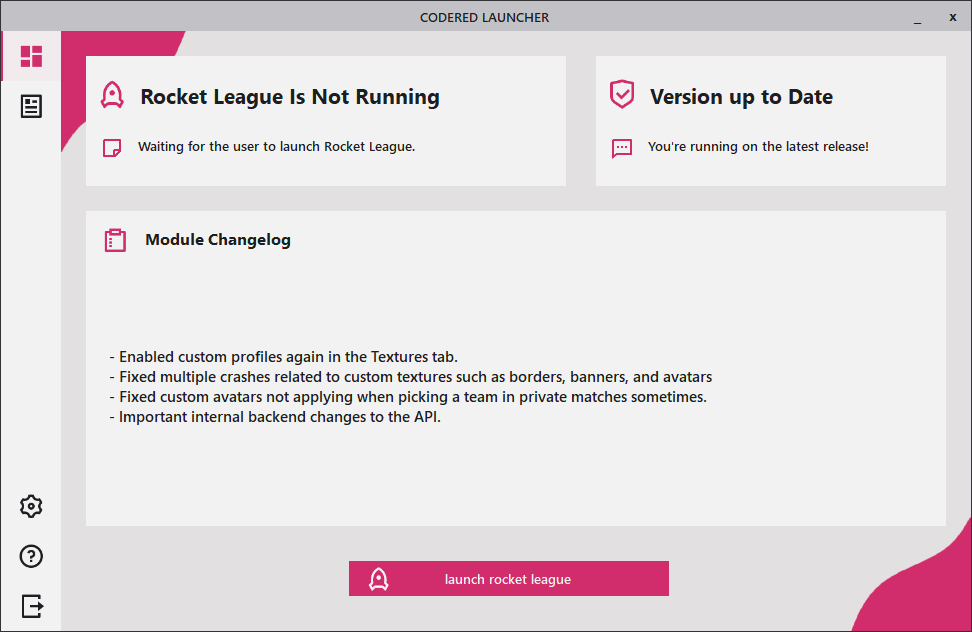 CODERED LAUNCHER
_ x
Rocket League Is Not Running
Waiting for the user to launch Rocket League.
Version up to Date
You're running on the latest release!
Module Changelog
- Enabled custom profiles again in the Textures tab.
- Fixed multiple crashes related to custom textures such as borders, banners, and avatars
- Fixed custom avatars not applying when picking a team in private matches sometimes.
- Important internal backend changes to the API.
launch rocket league